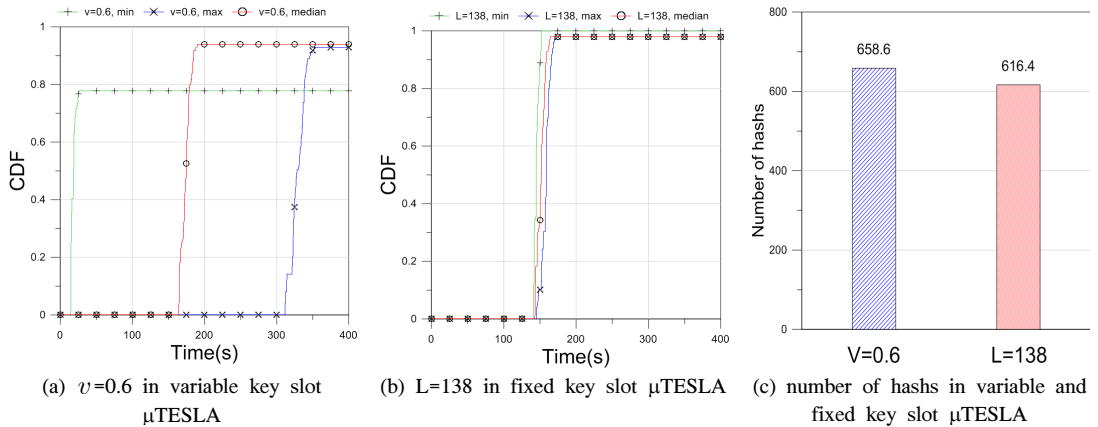 v=0.6, min v=0.6, max v=0.6, median
1
0.8
0.6
0.4
0.2
0
CDF
0 100 200 300 400
Time(s)
(a) v=0.6 in variable key slot
μTESLA
L=138, min L=138, max L=138, median
1
0.8
0.6
0.4
0.2
0
CDF
0 100 200 300 400
Time(s)
(b) L=138 in fixed key slot μTESLA
800
600
400
200
0
Number of hashs
658.6
616.4
V=0.6 L=138
(c) number of hashs in variable and
fixed key slot μTESLA